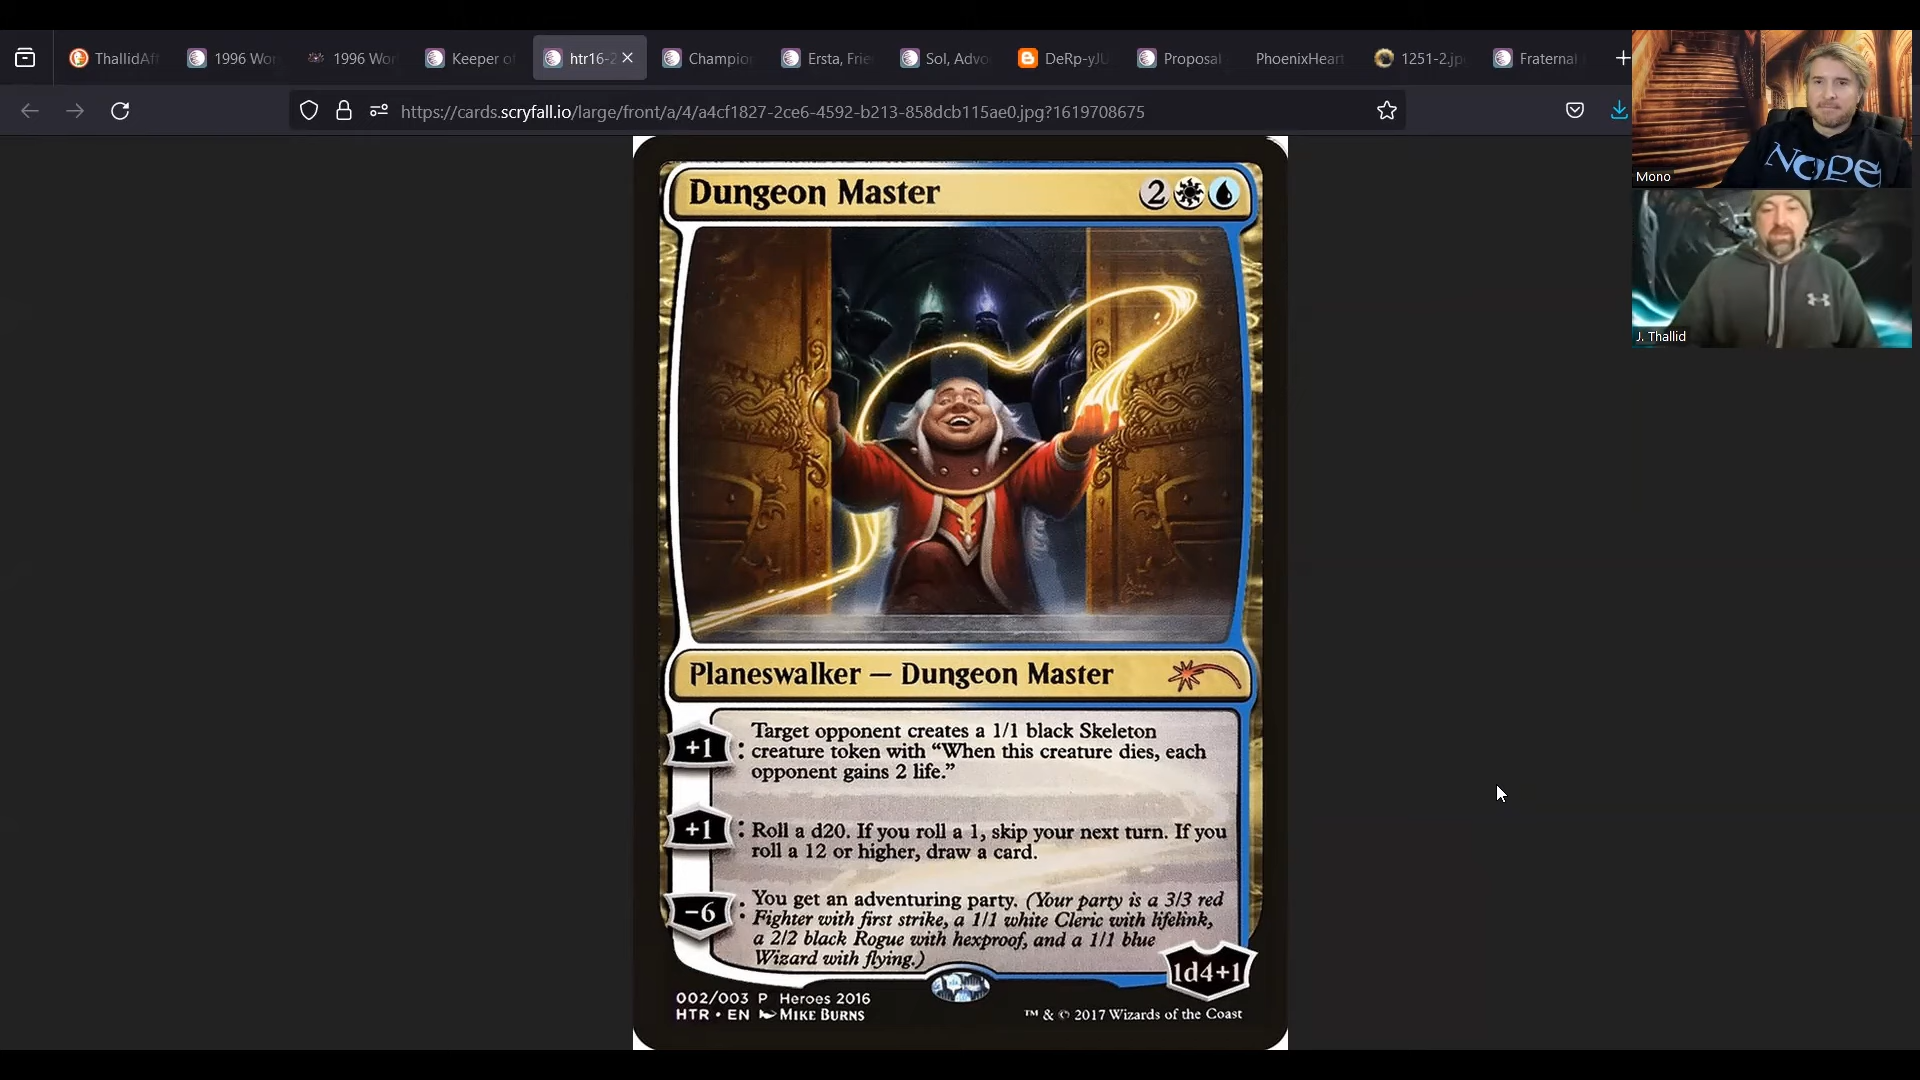 ThallidAft
1996 Wo
1996 Wo
Keeper of
htr16-2
Champio
Ersta, Frie
Sol, Advo
DeRp-yJU
Proposal
PhoenixHeart
1251-2.jp
Fraternal
https://cards.scryfall.io/large/front/a/4/a4cf1827-2ce6-4592-b213-858dcb115ae0.jpg?1619708675
NOPE
Mono
J. Thallid
Dungeon Master
2
Planeswalker — Dungeon Master
+1 : Target opponent creates a 1/1 black Skeleton
creature token with “When this creature dies, each
opponent gains 2 life.”
+1 : Roll a d20. If you roll a 1, skip your next turn. If you
roll a 12 or higher, draw a card.
−6 : You get an adventuring party. (Your party is a 3/3 red
Fighter with first strike, a 1/1 white Cleric with lifelink,
a 2/2 black Rogue with hexproof, and a 1/1 blue
Wizard with flying.)
1d4+1
002/003 P Heroes 2016
HTR • EN MIKE BURNS
™ & © 2017 Wizards of the Coast